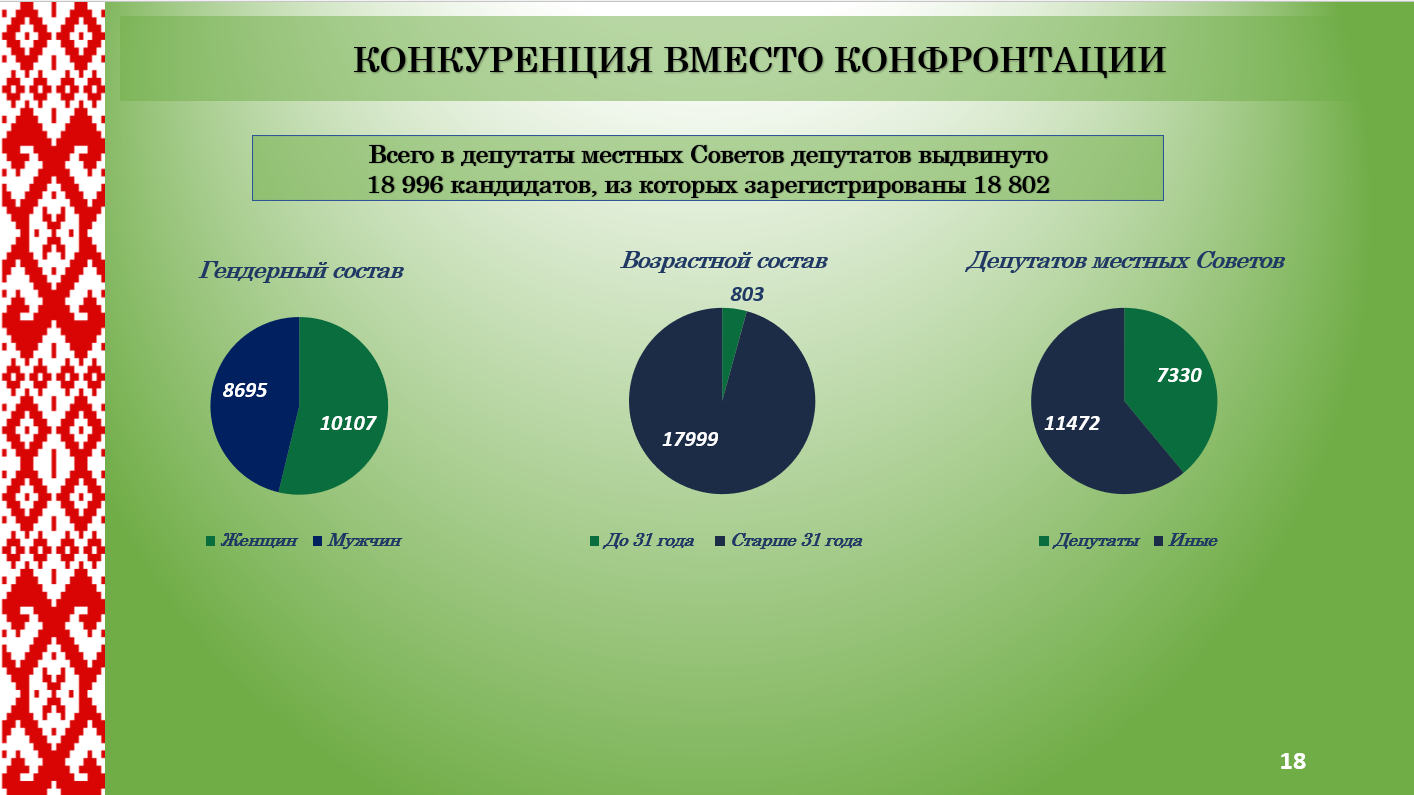 КОНКУРЕНЦИЯ ВМЕСТО КОНФРОНТАЦИИ
Всего в депутаты местных Советов депутатов выдвинуто
18 996 кандидатов, из которых зарегистрированы 18 802
Гендерный состав
8695
10107
Женщин
Мужчин
Возрастной состав
803
17999
До 31 года
Старше 31 года
Депутатов местных Советов
7330
11472
Депутаты
Иные
18